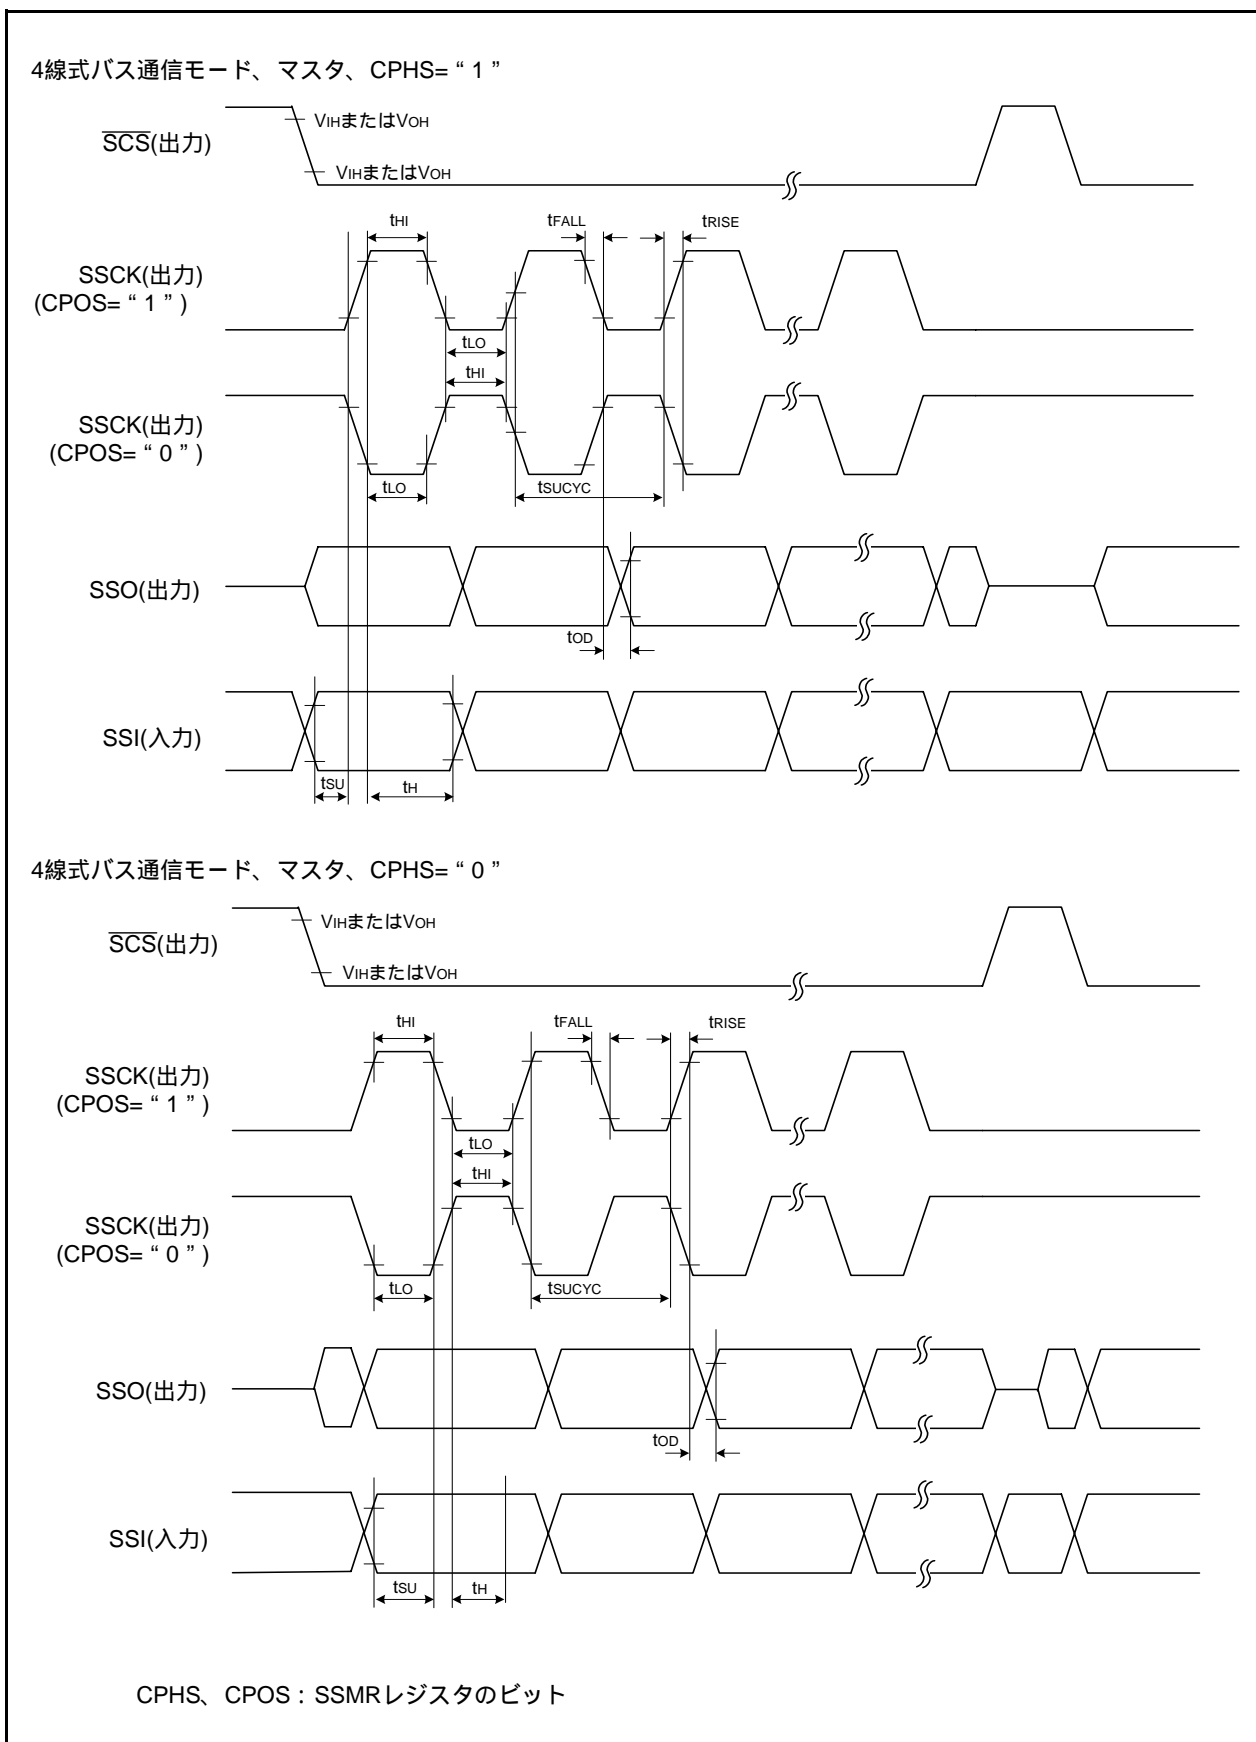 4線式バス通信モード、マスタ、CPHS=“1”
VIHまたはVOH
SCS(出力)
VIHまたはVOH
tHI
tFALL
tRISE
SSCK(出力)
(CPOS=“1”)
tLO
tHI
SSCK(出力)
(CPOS=“0”)
tLO
tSUCYC
SSO(出力)
tOD
SSI(入力)
tSU
tH
4線式バス通信モード、マスタ、CPHS=“0”
VIHまたはVOH
SCS(出力)
VIHまたはVOH
tHI
tFALL
tRISE
SSCK(出力)
(CPOS=“1”)
tLO
tHI
SSCK(出力)
(CPOS=“0”)
tLO
tSUCYC
SSO(出力)
tOD
SSI(入力)
tSU
tH
CPHS、CPOS：SSMRレジスタのビット